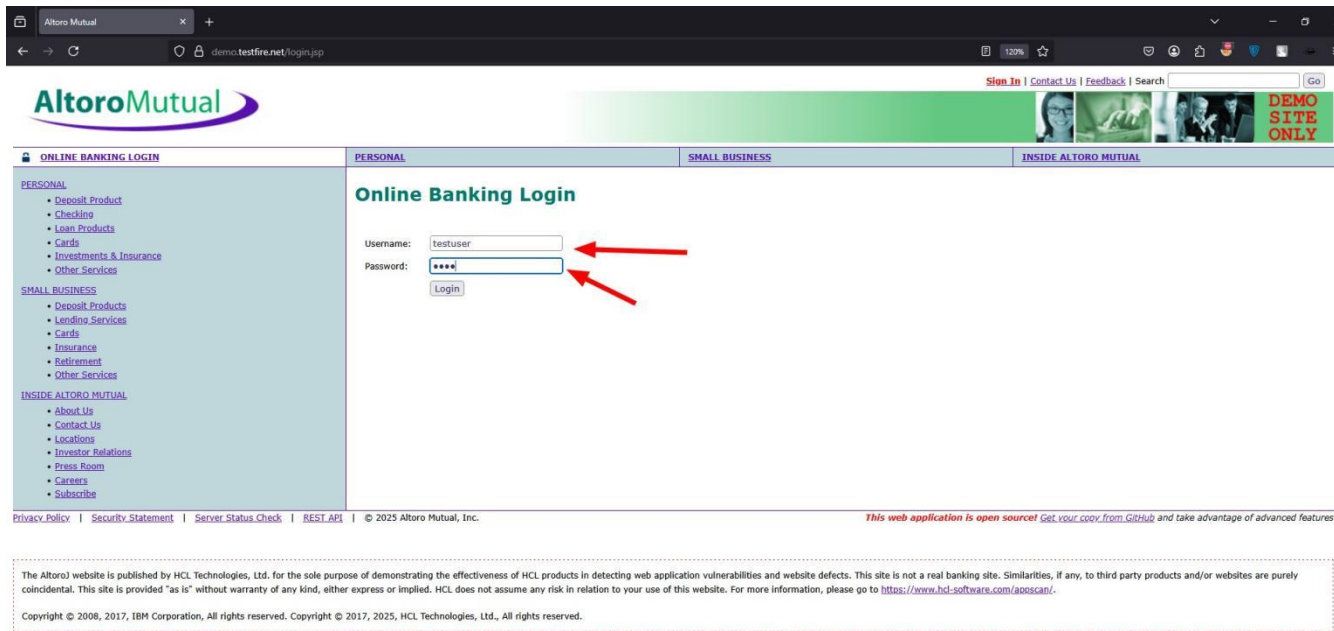 Altoro Mutual
demo.testfire.net/login.jsp
120%
Sign In | Contact Us | Feedback | Search
Go
AltoroMutual
DEMO
SITE
ONLY
ONLINE BANKING LOGIN
PERSONAL
SMALL BUSINESS
INSIDE ALTORO MUTUAL
PERSONAL
• Deposit Product
• Checking
• Loan Products
• Cards
• Investments & Insurance
• Other Services
SMALL BUSINESS
• Deposit Products
• Lending Services
• Cards
• Insurance
• Retirement
• Other Services
INSIDE ALTORO MUTUAL
• About Us
• Contact Us
• Locations
• Investor Relations
• Press Room
• Careers
• Subscribe
Online Banking Login
Username: testuser
Password: ••••
Login
Privacy Policy | Security Statement | Server Status Check | REST API | © 2025 Altoro Mutual, Inc.
This web application is open source! Get your copy from GitHub and take advantage of advanced features
The AltoroJ website is published by HCL Technologies, Ltd. for the sole purpose of demonstrating the effectiveness of HCL products in detecting web application vulnerabilities and website defects. This site is not a real banking site. Similarities, if any, to third party products and/or websites are purely
coincidental. This site is provided "as is" without warranty of any kind, either express or implied. HCL does not assume any risk in relation to your use of this website. For more information, please go to https://www.hcl-software.com/appscan/.
Copyright © 2008, 2017, IBM Corporation, All rights reserved. Copyright © 2017, 2025, HCL Technologies, Ltd., All rights reserved.